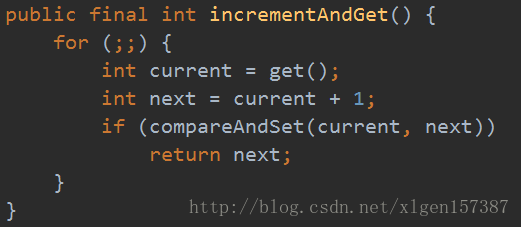 public final int incrementAndGet() {
    for (;;) {
        int current = get();
        int next = current + 1;
        if (compareAndSet(current, next))
            return next;
    }
}
http://blog.csdn.net/xlgen157387